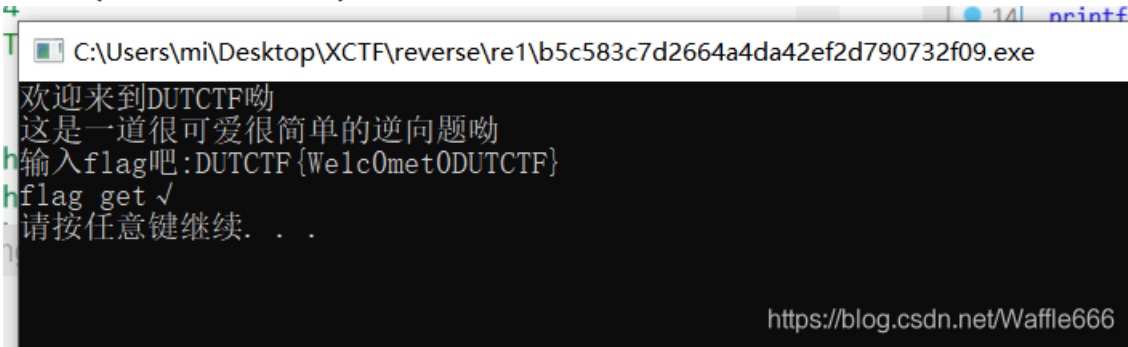 14 printf
C:\Users\mi\Desktop\XCTF\reverse\re1\b5c583c7d2664a4da42ef2d790732f09.exe
欢迎来到DUTCTF呦
这是一道很可爱很简单的逆向题呦
输入flag吧:DUTCTF{We1c0met0DUTCTF}
flag get√
请按任意键继续. . .
https://blog.csdn.net/Waffle666